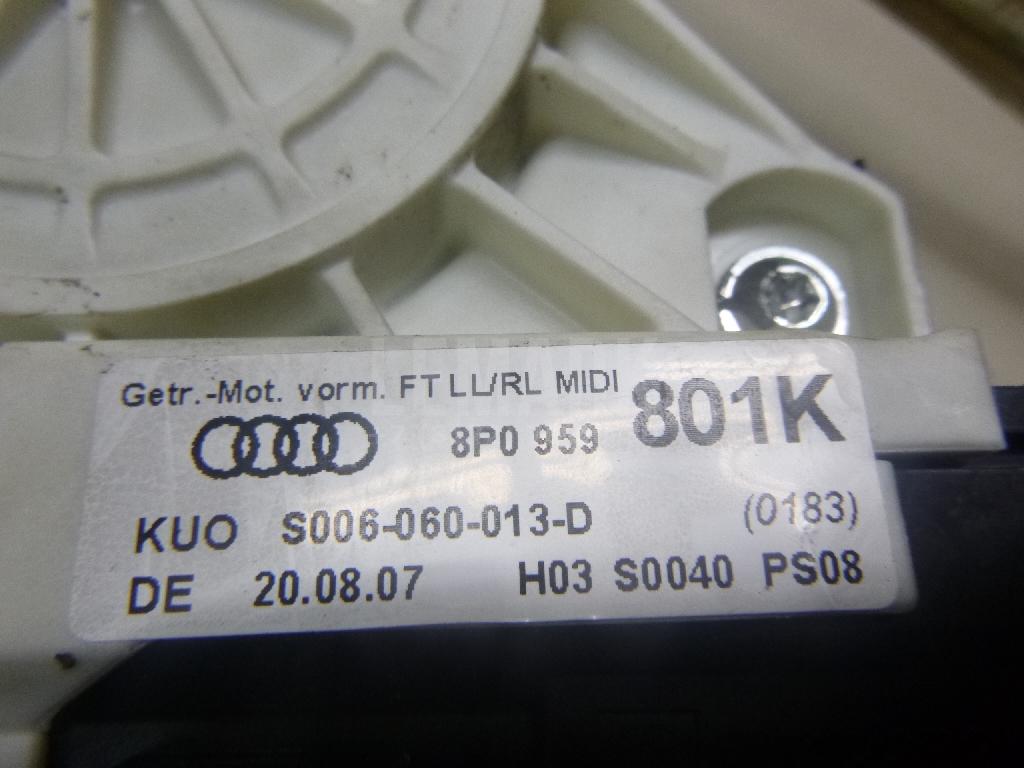 Getr.-Mot. vorm. FT LL/RL MIDI
8P0 959 801K
KUO S006-060-013-D (0183)
DE 20.08.07 H03 S0040 PS08